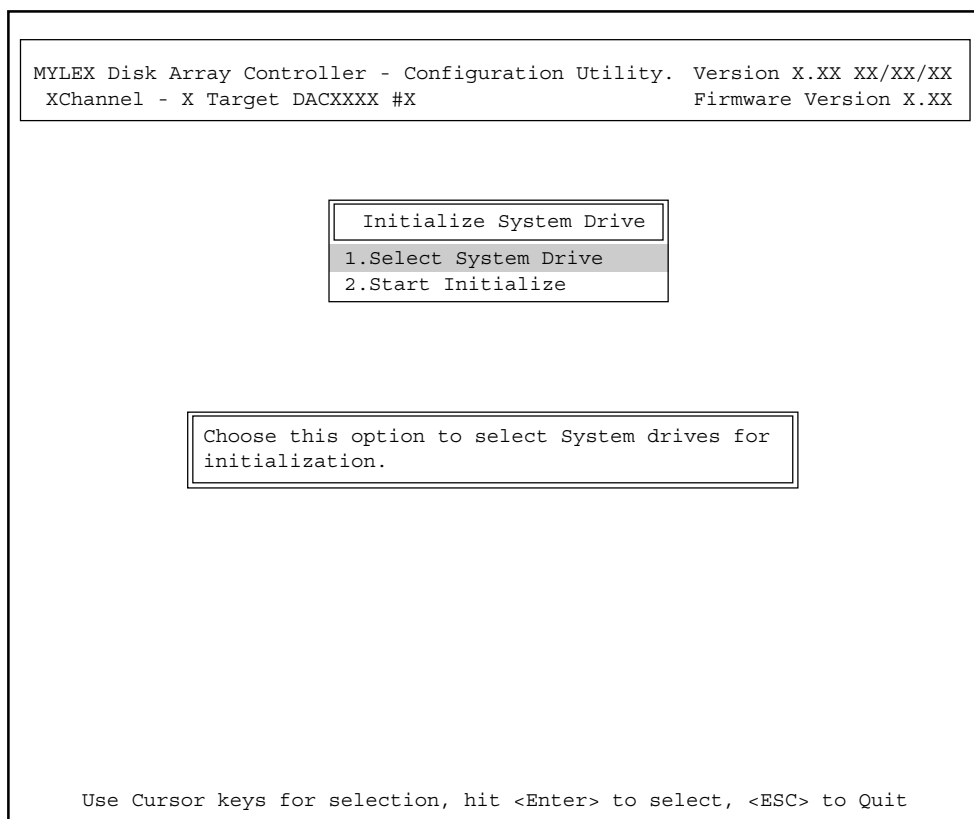 MYLEX Disk Array Controller - Configuration Utility. Version X.XX XX/XX/XX
XChannel - X Target DACXXXX #X Firmware Version X.XX
Initialize System Drive
1.Select System Drive
2.Start Initialize
Choose this option to select System drives for
initialization.
Use Cursor keys for selection, hit <Enter> to select, <ESC> to Quit